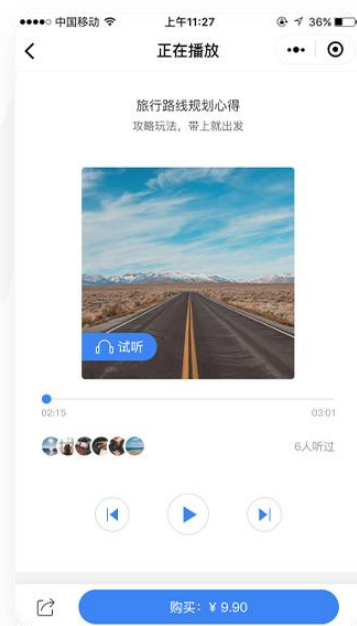 中国移动
上午11:27
36%
正在播放
旅行路线规划心得
攻略玩法，带上就出发
试听
02:15
03:01
6人听过
购买：¥ 9.90